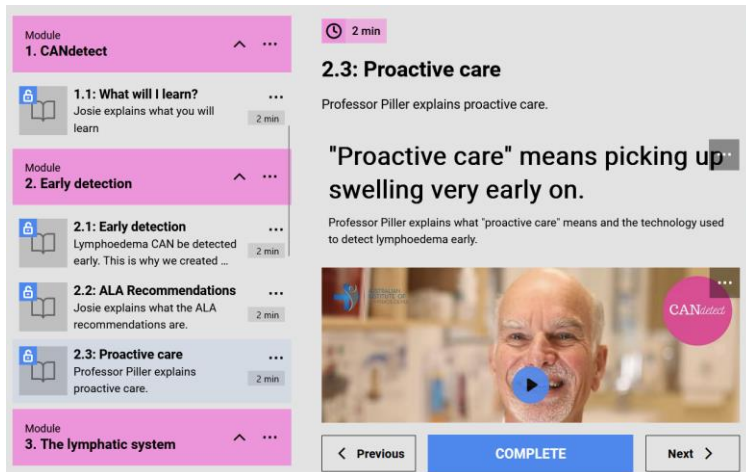 Module
1. CANdetect
1.1: What will I learn?
Josie explains what you will
learn
2 min
Module
2. Early detection
2.1: Early detection
Lymphoedema CAN be detected
early. This is why we created ...
2 min
2.2: ALA Recommendations
Josie explains what the ALA
recommendations are.
2 min
2.3: Proactive care
Professor Piller explains
proactive care.
2 min
Module
3. The lymphatic system
2 min
2.3: Proactive care
Professor Piller explains proactive care.
"Proactive care" means picking up
swelling very early on.
Professor Piller explains what "proactive care" means and the technology used
to detect lymphoedema early.
AUSTRALIAN
INSTITUTE OF
CANdetect
Previous
COMPLETE
Next